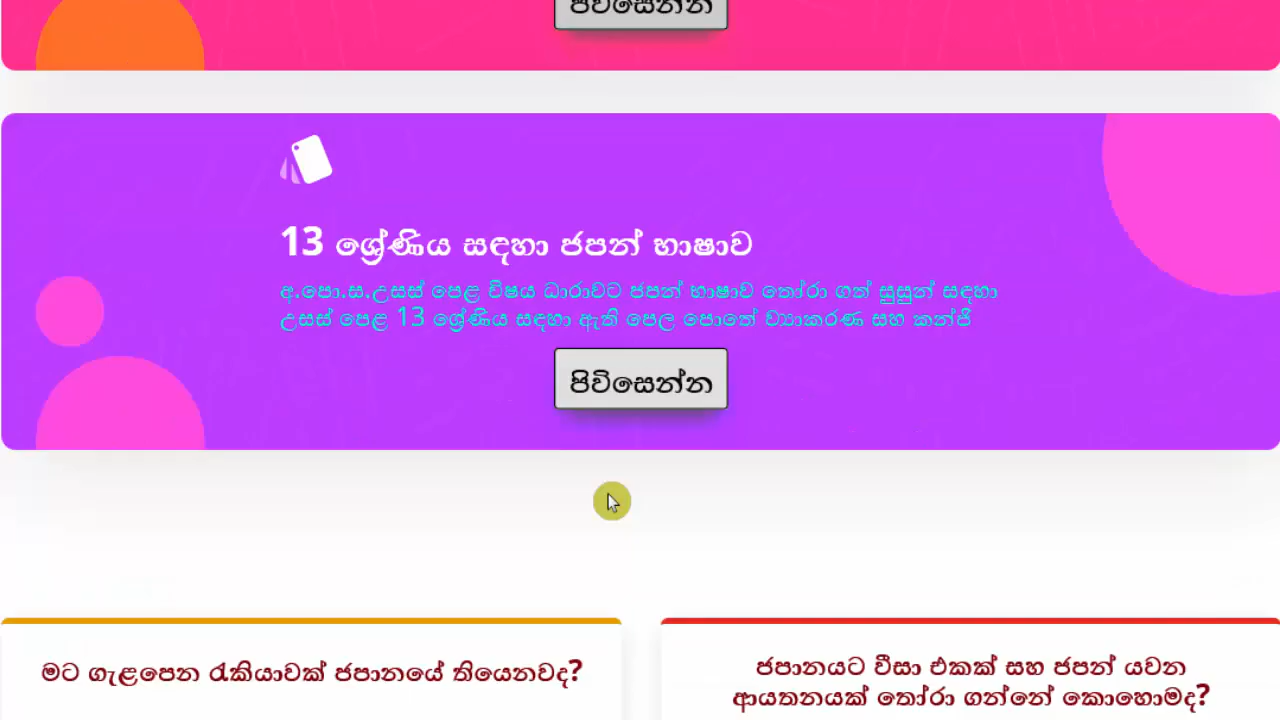 පිවිසෙන්න
13 ශ්‍රේණිය සඳහා ජපන් භාෂාව
අ.පො.ස.උසස් පෙළ විෂය ධාරාවට ජපන් භාෂාව තෝරා ගත් සුසුන් සඳහා
උසස් පෙළ 13 ශ්‍රේණිය සඳහා ඇති පෙල පොතේ ව්‍යාකරණ සහ කන්ජි
පිවිසෙන්න
මට ගැළපෙන රැකියාවක් ජපානයේ තියෙනවද?
ජපානයට වීසා එකක් සහ ජපන් යවන
ආයතනයක් තෝරා ගන්නේ කොහොමද?